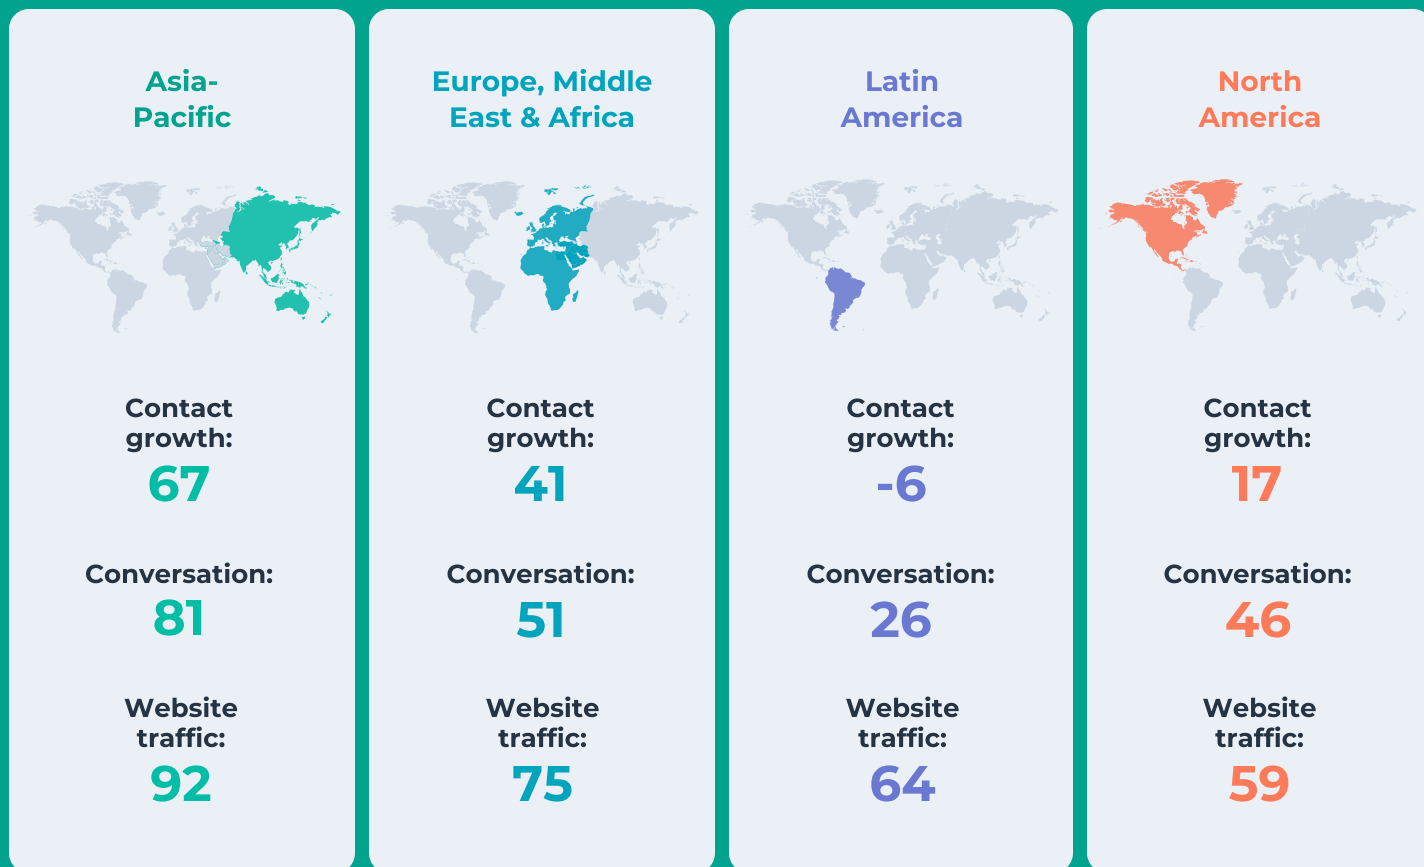 Asia-
Pacific
Contact
growth:
67
Conversation:
81
Website
traffic:
92
Europe, Middle
East & Africa
Contact
growth:
41
Conversation:
51
Website
traffic:
75
Latin
America
Contact
growth:
-6
Conversation:
26
Website
traffic:
64
North
America
Contact
growth:
17
Conversation:
46
Website
traffic:
59